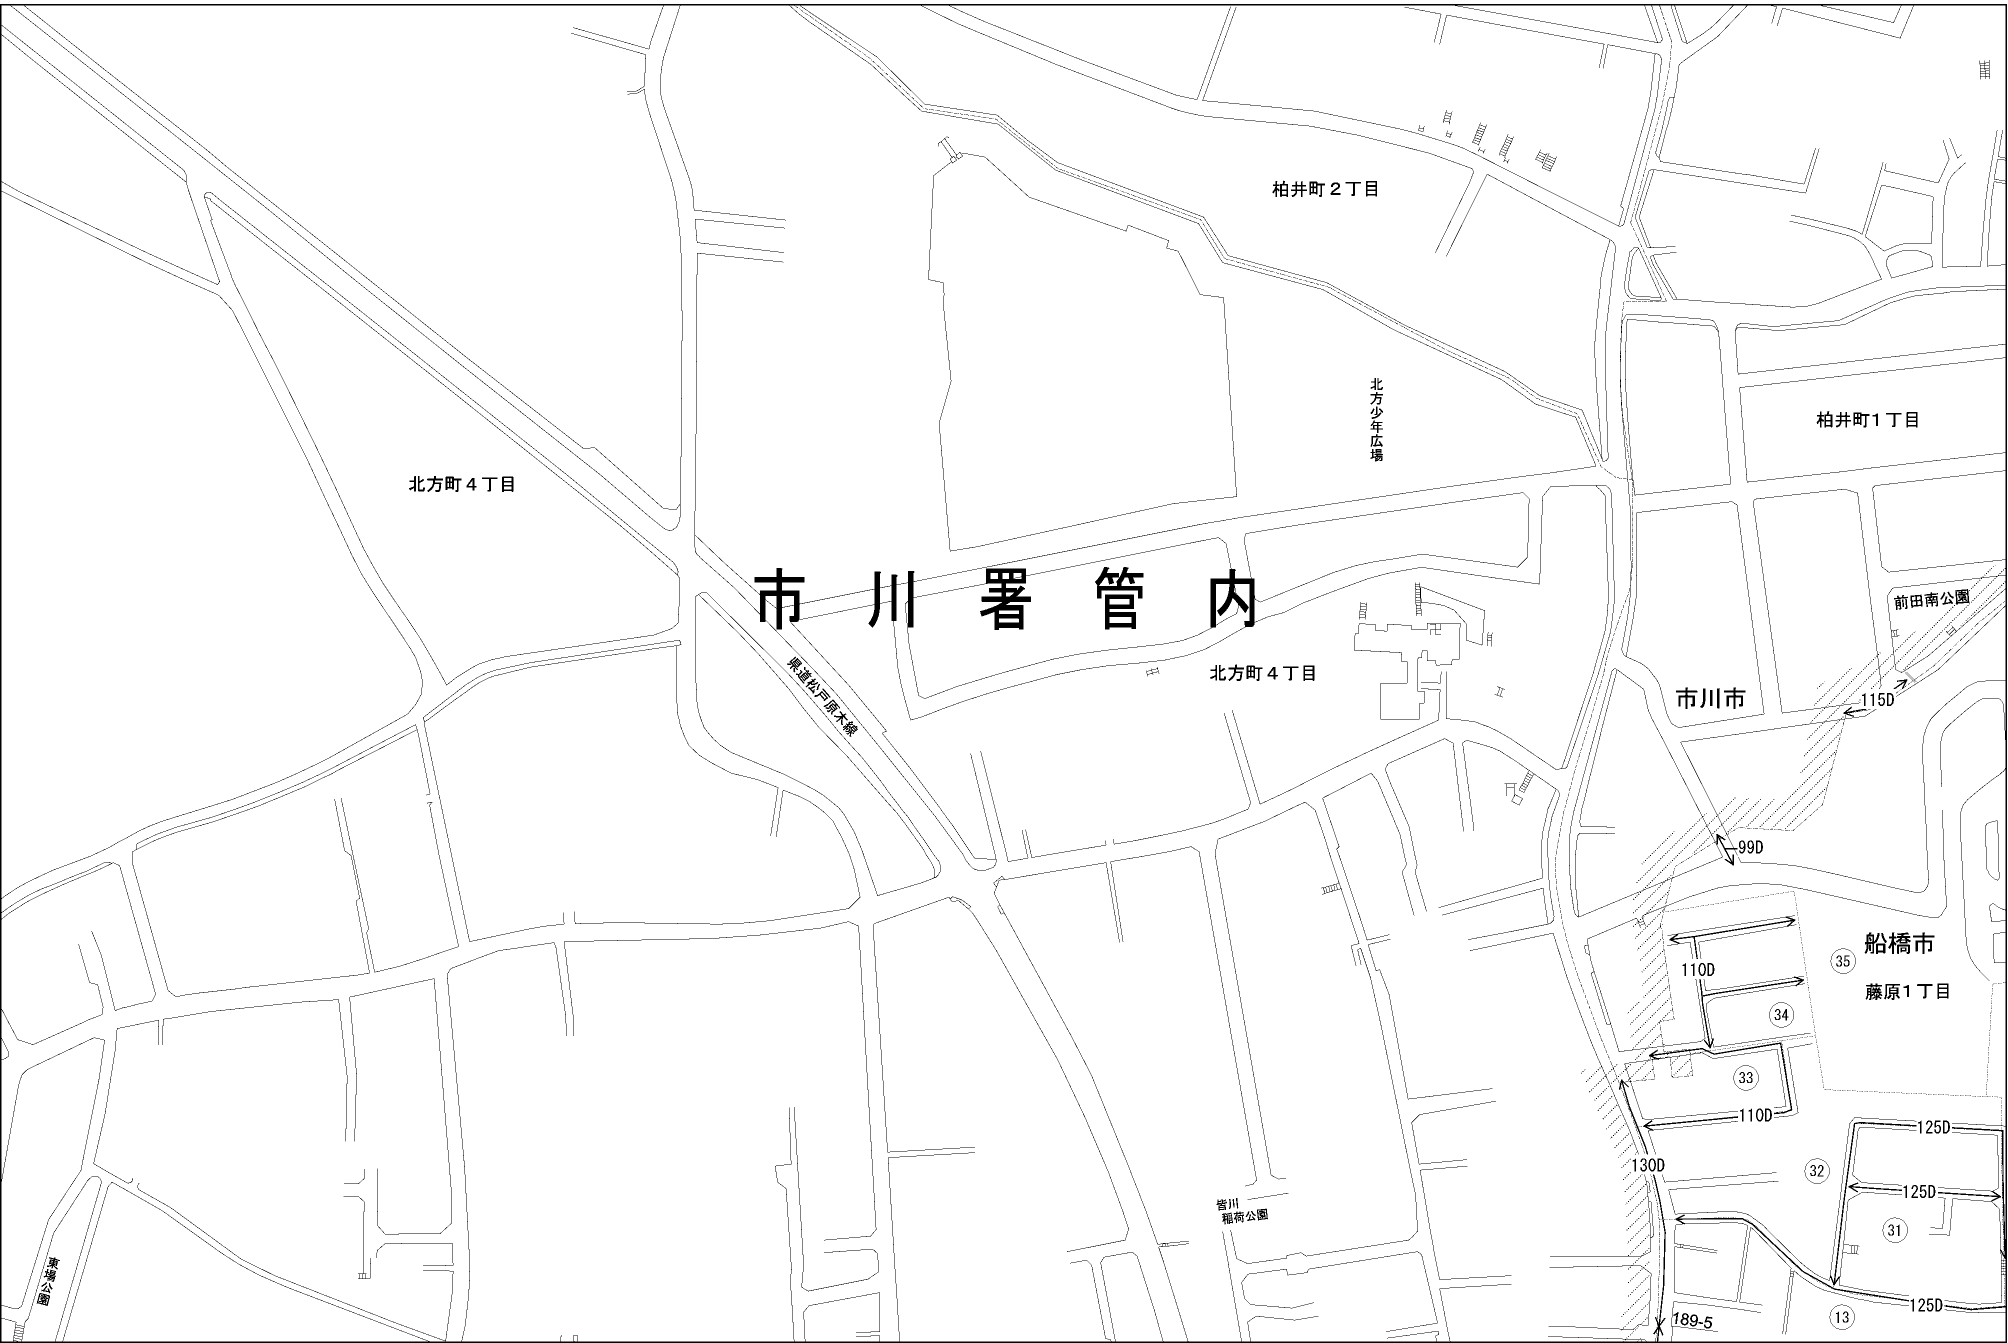 柏井町２丁目
北方少年広場
柏井町１丁目
北方町４丁目
市川署管内
前田南公園
北方町４丁目
県道松戸原木線
市川市
115D
99D
船橋市
35
110D
藤原１丁目
34
33
110D
125D
130D
32
125D
皆川
稲荷公園
31
東場公園
125D
189-5
13